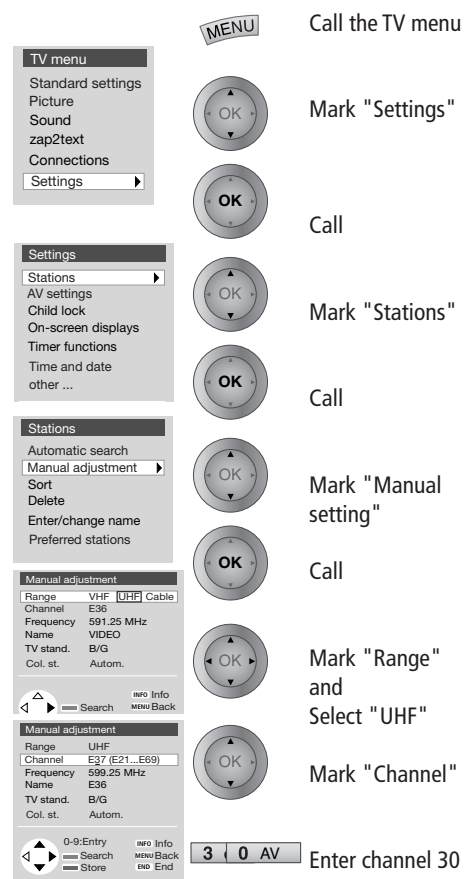 MENU
Call the TV menu
TV menu
Standard settings
Picture
Sound
zap2text
Connections
Settings
OK
Mark "Settings"
OK
Call
Settings
Stations
AV settings
Child lock
On-screen displays
Timer functions
Time and date
other ...
OK
Mark "Stations"
OK
Call
Stations
Automatic search
Manual adjustment
Sort
Delete
Enter/change name
Preferred stations
OK
Mark "Manual
setting"
OK
Call
Manual adjustment
Range VHF UHF Cable
Channel E36
Frequency 591.25 MHz
Name VIDEO
TV stand. B/G
Col. st. Autom.
INFO Info
Search MENU Back
OK
Mark "Range"
and
Select "UHF"
Manual adjustment
Range UHF
Channel E37 (E21...E69)
Frequency 599.25 MHz
Name E36
TV stand. B/G
Col. st. Autom.
0-9:Entry INFO Info
Search MENU Back
Store END End
OK
Mark "Channel"
3 0 AV
Enter channel 30